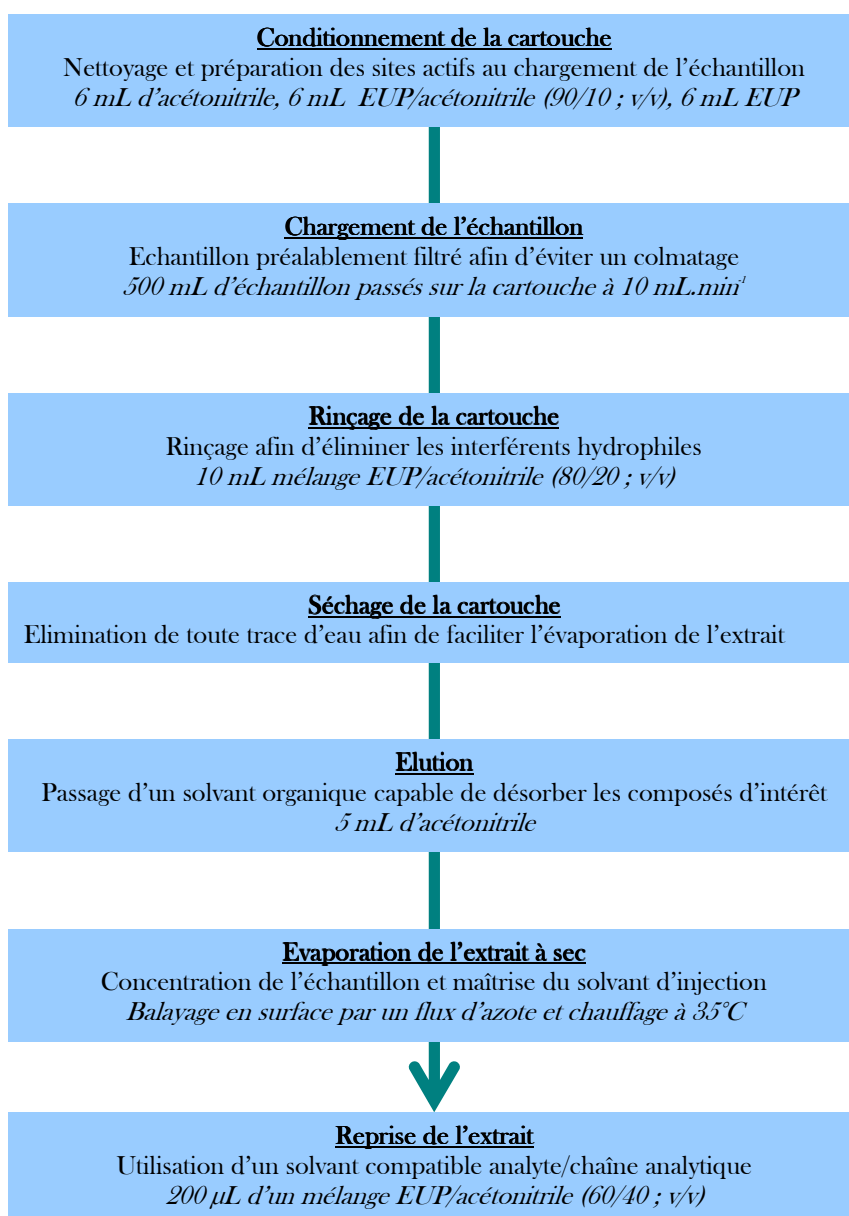 Conditionnement de la cartouche
Nettoyage et préparation des sites actifs au chargement de l’échantillon
6 mL d’acétonitrile, 6 mL EUP/acétonitrile (90/10 ; v/v), 6 mL EUP
Chargement de l’échantillon
Echantillon préalablement filtré afin d’éviter un colmatage
500 mL d’échantillon passés sur la cartouche à 10 mL.min⁻¹
Rinçage de la cartouche
Rinçage afin d’éliminer les interférents hydrophiles
10 mL mélange EUP/acétonitrile (80/20 ; v/v)
Séchage de la cartouche
Elimination de toute trace d’eau afin de faciliter l’évaporation de l’extrait
Elution
Passage d’un solvant organique capable de désorber les composés d’intérêt
5 mL d’acétonitrile
Evaporation de l’extrait à sec
Concentration de l’échantillon et maîtrise du solvant d’injection
Balayage en surface par un flux d’azote et chauffage à 35°C
Reprise de l’extrait
Utilisation d’un solvant compatible analyte/chaîne analytique
200 µL d’un mélange EUP/acétonitrile (60/40 ; v/v)